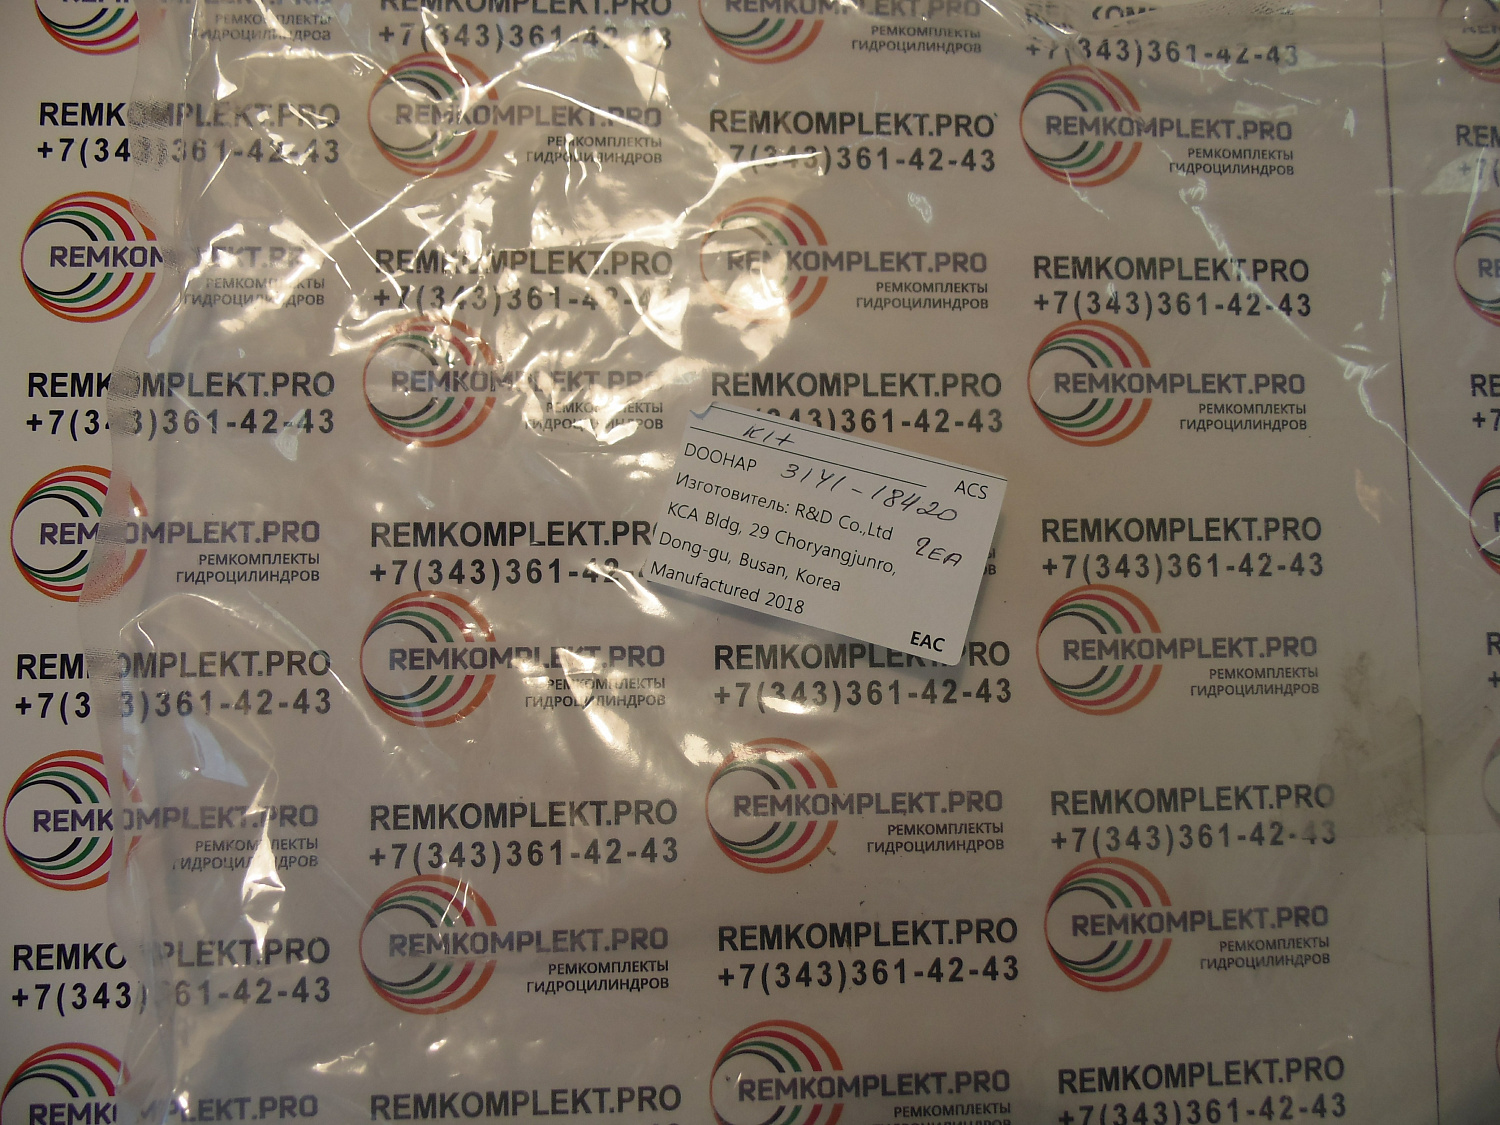 REMKOMPLEKT.PRO
+7(343)361-42-43
REMKOMPLEKT.PRO
РЕМКОМПЛЕКТЫ
ГИДРОЦИЛИНДРОВ
REMKOMPLEKT.PRO
+7(343)361-42-43
REMKOMPLEKT.PRO
РЕМКОМПЛЕКТЫ
ГИДРОЦИЛИНДРОВ
REMKOMPLEKT.PRO
+7(343)361-42-43
REMKOMPLEKT.PRO
РЕМКОМПЛЕКТЫ
ГИДРОЦИЛИНДРОВ
Kit
ACS
DOOHAP 31Y1-18420
Изготовитель: R&D Co.,Ltd
2EA
KCA Bldg, 29 Choryangjunro,
Dong-gu, Busan, Korea
Manufactured 2018
EAC
REMKOMPLEKT.PRO
+7(343)361-42-43
REMKOMPLEKT.PRO
РЕМКОМПЛЕКТЫ
ГИДРОЦИЛИНДРОВ
REMKOMPLEKT.PRO
+7(343)361-42-43
REMKOMPLEKT.PRO
РЕМКОМПЛЕКТЫ
ГИДРОЦИЛИНДРОВ
REMKOMPLEKT.PRO
+7(343)361-42-43